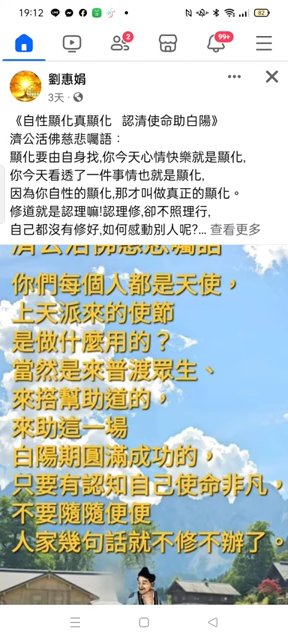 19:12
2
99+
劉惠娟
3天
《自性顯化真顯化 認清使命助白陽》
濟公活佛慈悲囑語：
顯化要由自身找,你今天心情快樂就是顯化,
你今天看透了一件事情也就是顯化,
因為你自性的顯化,那才叫做真正的顯化。
修道就是認理嘛!認理修,卻不照理行,
自己都沒有修好,如何感動別人呢?... 查看更多
濟公活佛慈悲囑語
你們每個人都是天使，
上天派來的使節
是做什麼用的？
當然是來普渡眾生、
來搭幫助道的，
來助這一場
白陽期圓滿成功的，
只要有認知自己使命非凡，
不要隨隨便便
人家幾句話就不修不辦了。